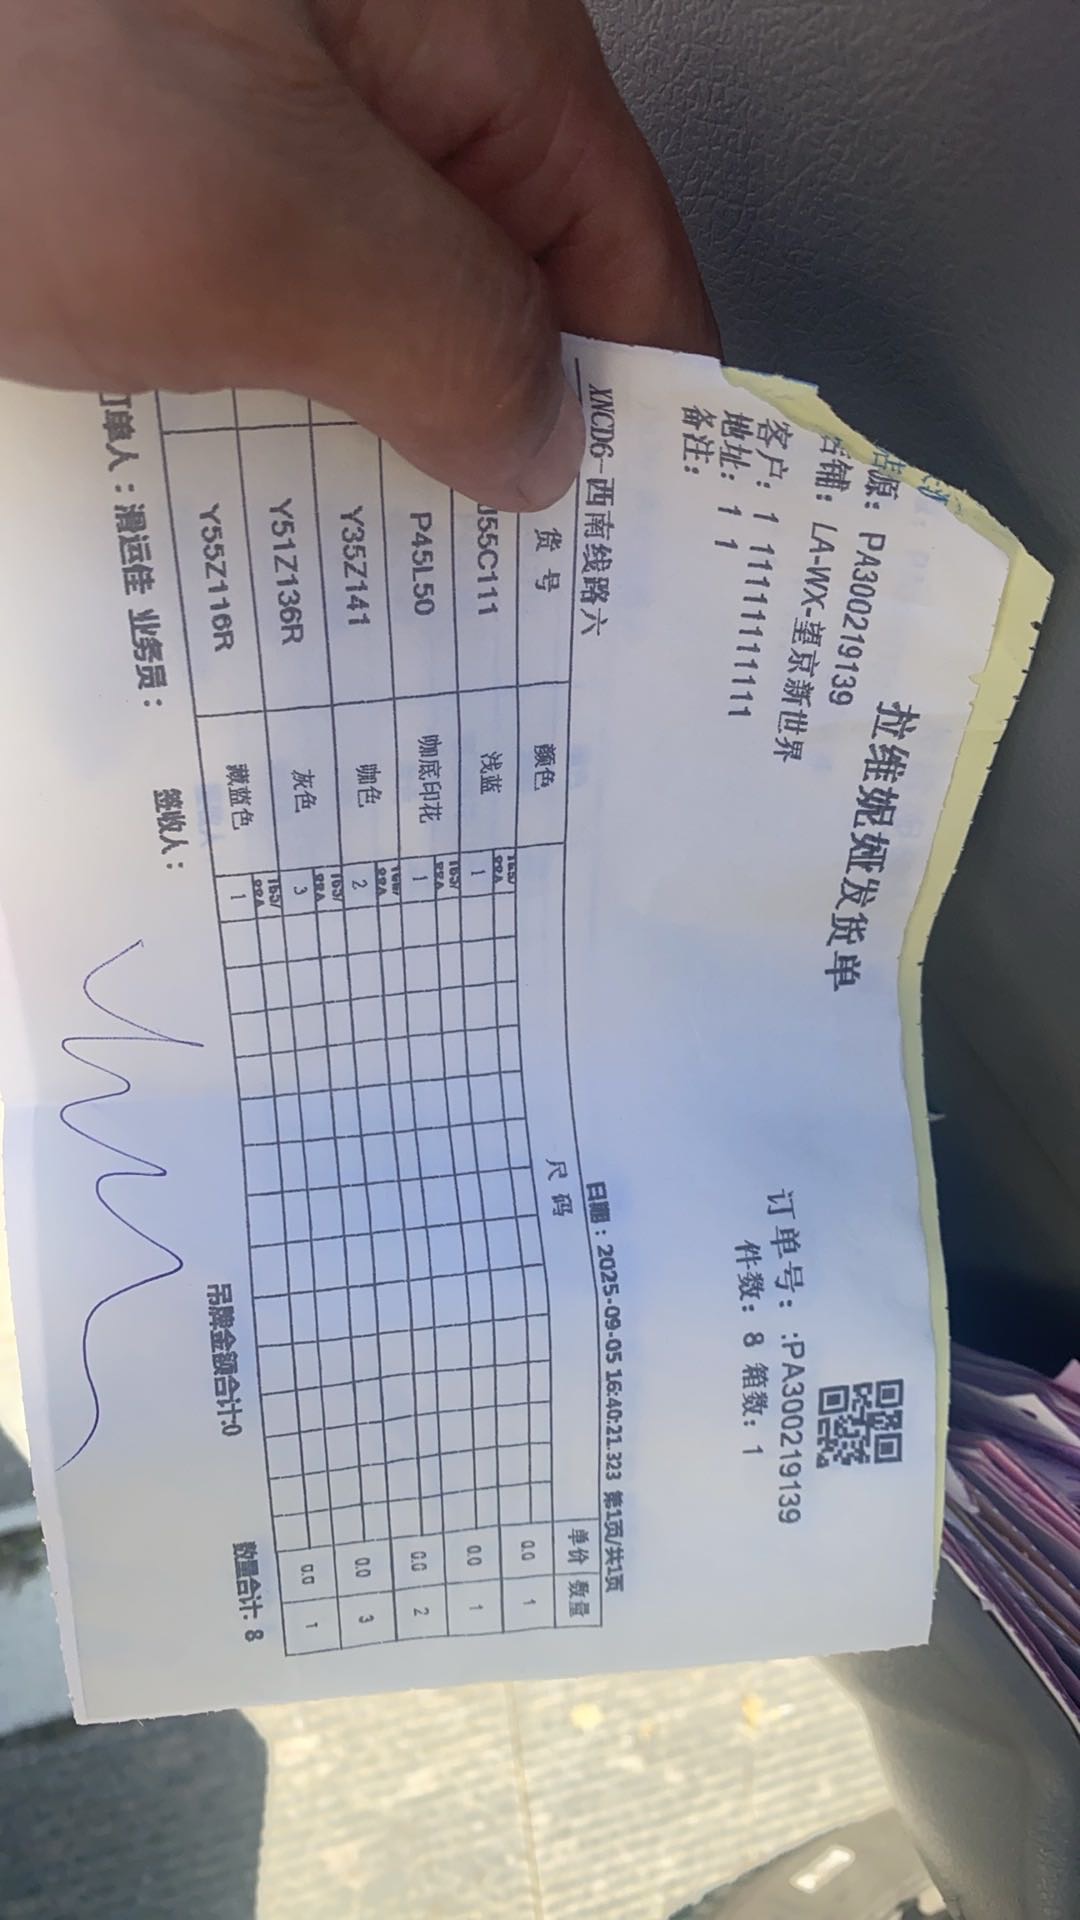 拉维妮娅发货单
源: PA300219139
店铺: LA-WX-望京新世界
订单号: :PA300219139
客户: 1 11111111111
件数: 8 箱数: 1
地址: 1 1
备注:
XNCD6-西南线路六
日期:2025-09-05 16:40:21.323 第1页/共1页
货号 颜色 尺码 单价 数量
55C111 浅蓝 1 0.0 1
P45L50 咖底印花 165/ 1 0.0 1
Y35Z141 咖色 2 0.0 2
Y51Z136R 灰色 165/ 3 0.0 3
Y55Z116R 藏蓝色 165/ 1 0.0 1
订单人:滑运佳 业务员: 签收人: 吊牌金额合计:0 数量合计: 8